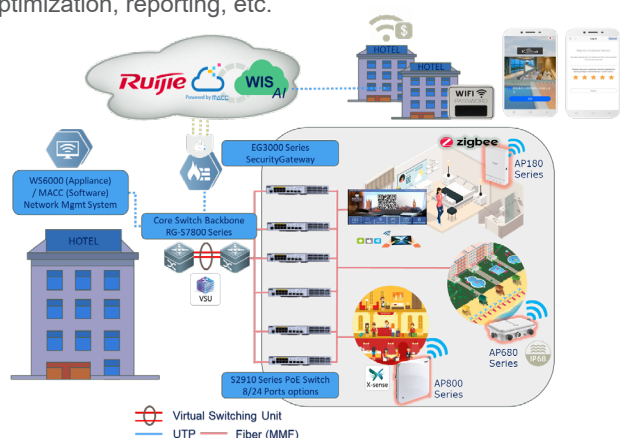 optimization, reporting, etc.
HOTEL
HOTEL
Ruijie
Powered by MACC
WIS
AI
WiFi
PASSWORD
EG3000 Series
SecurityGateway
zigbee
AP180
Series
WS6000 (Appliance)
/ MACC (Software)
Network Mgmt System
Core Switch Backbone
RG-S7800 Series
HOTEL
VSU
AP680
Series
IP68
S2910 Series PoE Switch
8/24 Ports options
X-sense
AP800
Series
Virtual Switching Unit
UTP
Fiber (MMF)